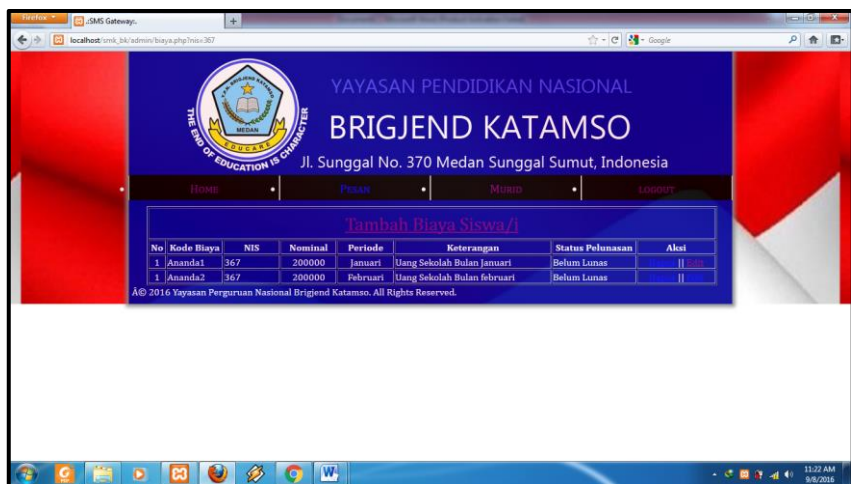 Firefox
.:SMS Gateway:.
localhost/smk_bk/admin/biaya.php?nis=367
Google
YAYASAN PENDIDIKAN NASIONAL
BRIGJEND KATAMSO
Jl. Sunggal No. 370 Medan Sunggal Sumut, Indonesia
MEDAN
EDUCARE
THE END OF EDUCATION IS CHARACTER
HOME PESAN MURID LOGOUT
Tambah Biaya Siswa/i
No Kode Biaya NIS Nominal Periode Keterangan Status Pelunasan Aksi
1 Ananda1 367 200000 Januari Uang Sekolah Bulan Januari Belum Lunas || Edit
1 Ananda2 367 200000 Februari Uang Sekolah Bulan februari Belum Lunas ||
Â© 2016 Yayasan Perguruan Nasional Brigjend Katamso. All Rights Reserved.
11:22 AM
9/8/2016